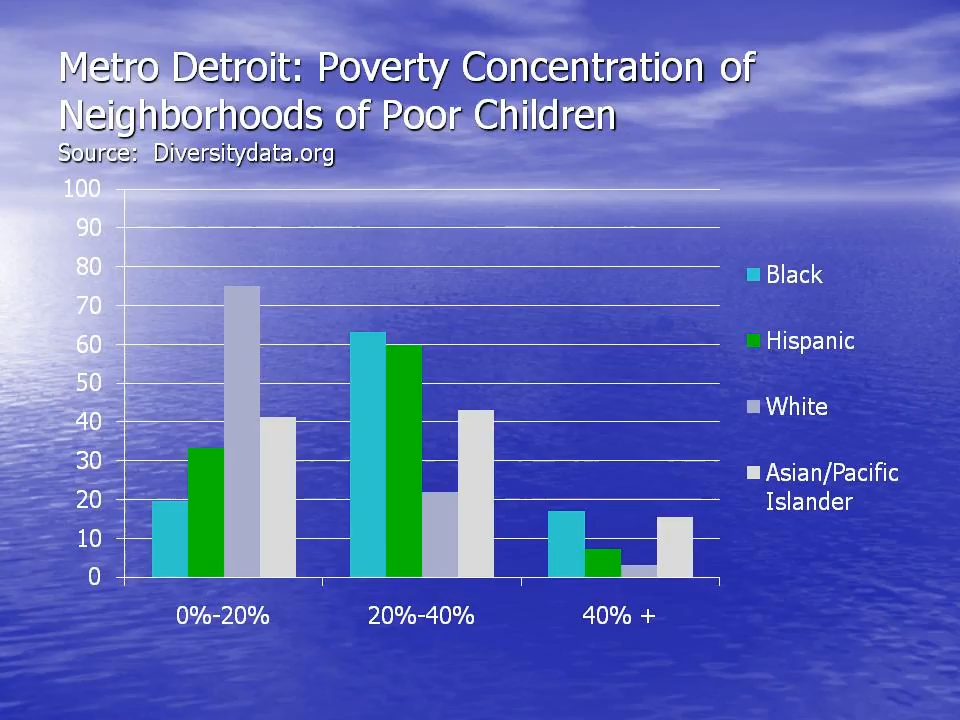 Metro Detroit: Poverty Concentration of
Neighborhoods of Poor Children
Source: Diversitydata.org
100
90
80
70
60
50
40
30
20
10
0
0%-20%
20%-40%
40% +
Black
Hispanic
White
Asian/Pacific
Islander